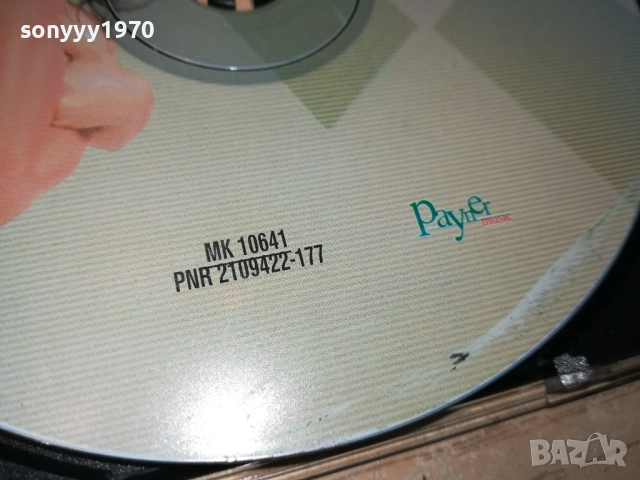 sonyyy1970
Payner
music
MK 10641
PNR 2109422-177
BAZAR